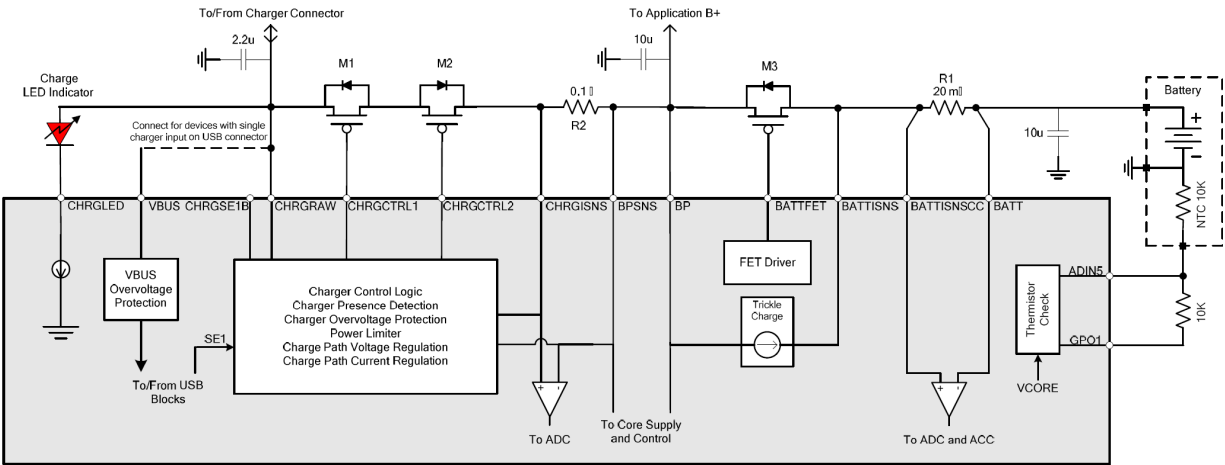 To/From Charger Connector
To Application B+
2.2u
10u
Charge
LED Indicator
M1
M2
M3
0.1 ▯
R2
R1
20 m▯
Battery
+
-
10u
NTC 10K
Connect for devices with single
charger input on USB connector
CHRGLED
VBUS
CHRGSE1B
CHRGRAW
CHRGCTRL1
CHRGCTRL2
CHRGISNS
BPSNS
BP
BATTFET
BATTISNS
BATTISNSCC
BATT
VBUS
Overvoltage
Protection
Charger Control Logic
Charger Presence Detection
Charger Overvoltage Protection
Power Limiter
Charge Path Voltage Regulation
Charge Path Current Regulation
SE1
To/From USB
Blocks
FET Driver
Trickle
Charge
Thermistor
Check
ADIN5
GPO1
10K
VCORE
+ -
To ADC
To Core Supply
and Control
+ -
To ADC and ACC